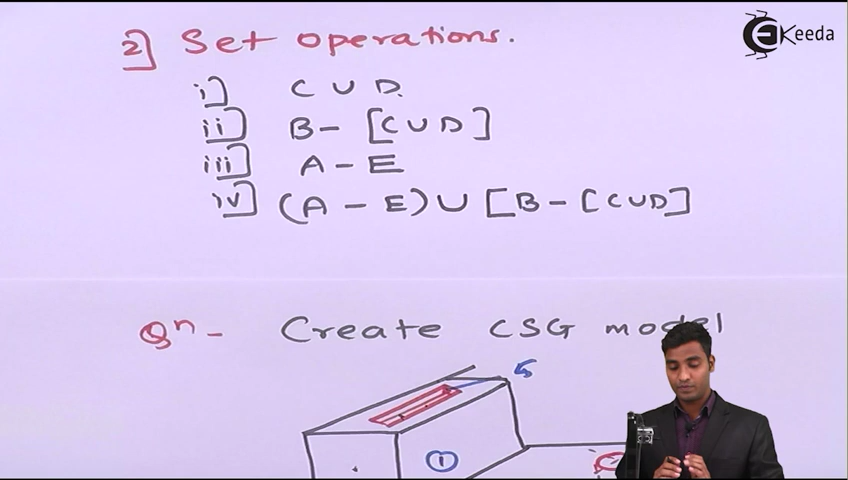 EKeeda
2] Set operations.
i] C ∪ D.
ii] B - [C ∪ D]
iii] A - E
iv] (A - E) ∪ [B - [C∪D]
Qn - Create CSG model
5
1